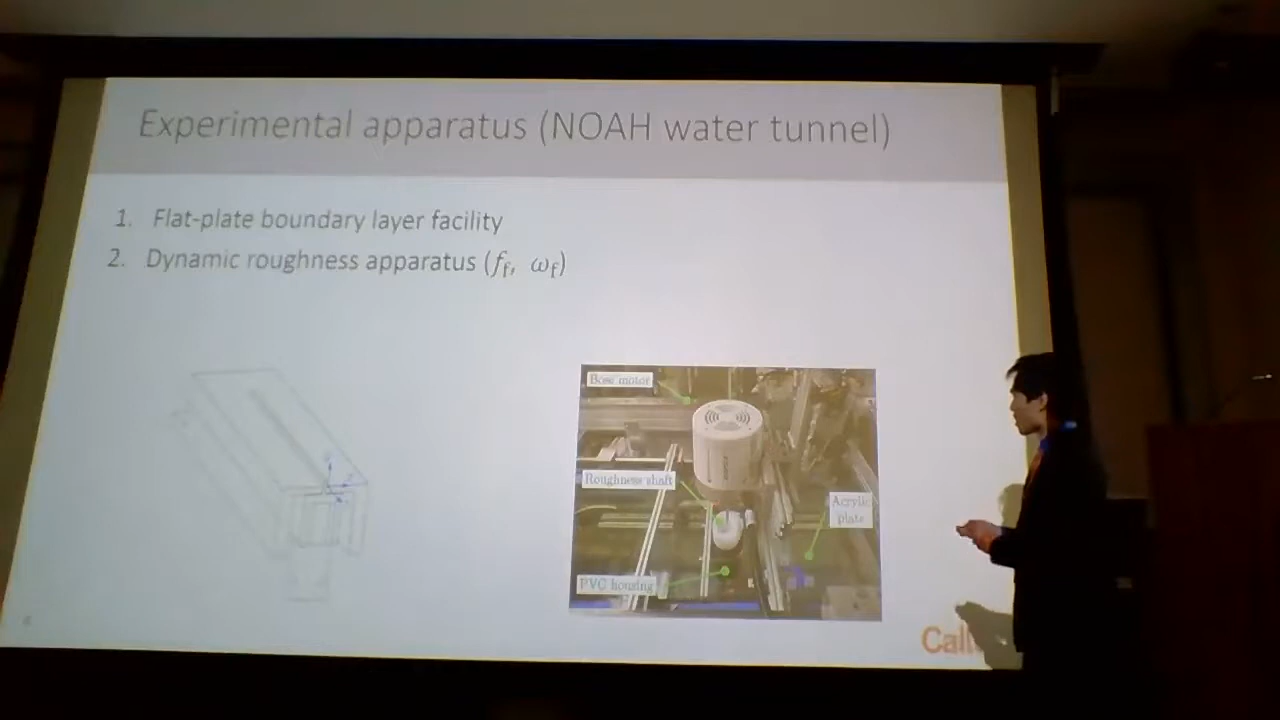 Experimental apparatus (NOAH water tunnel)
1. Flat-plate boundary layer facility
2. Dynamic roughness apparatus (f_f, ω_f)
Bose motor
Roughness shaft
Acrylic
plate
PVC housing